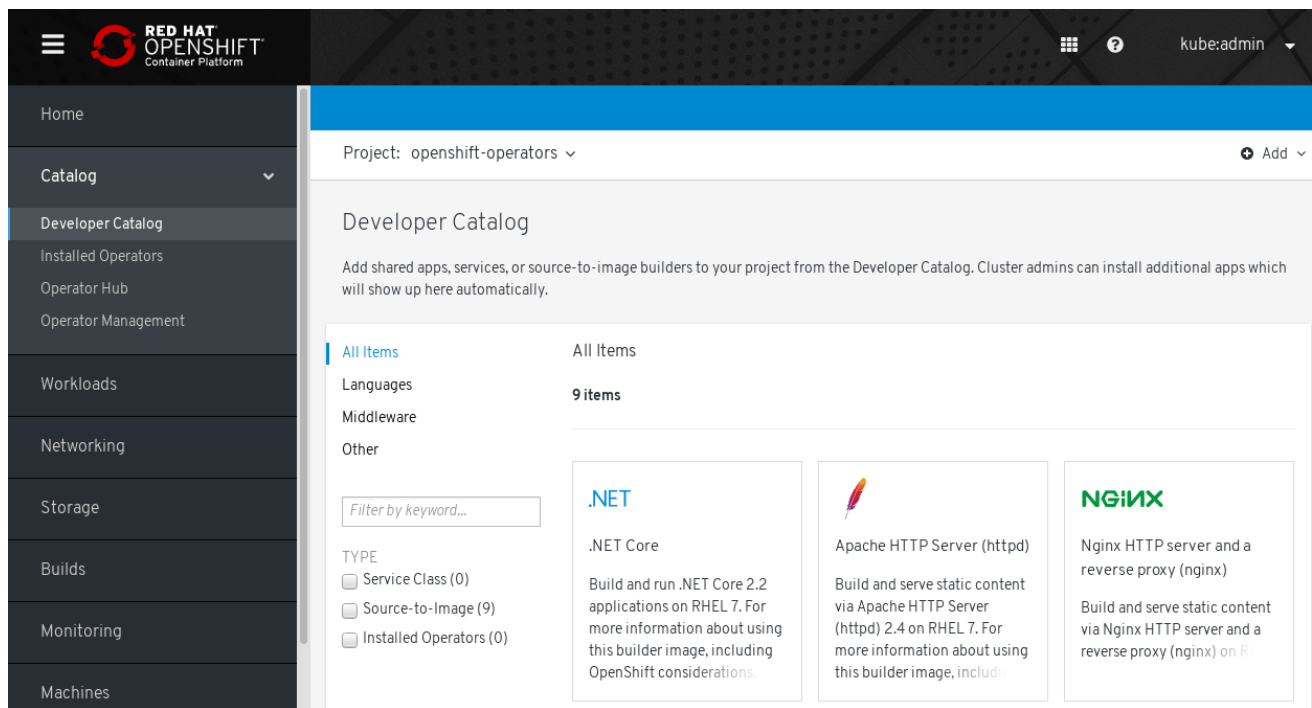 RED HAT
OPENSHIFT
Container Platform
kube:admin
Home
Catalog
Developer Catalog
Installed Operators
Operator Hub
Operator Management
Workloads
Networking
Storage
Builds
Monitoring
Machines
Project: openshift-operators
Add
Developer Catalog
Add shared apps, services, or source-to-image builders to your project from the Developer Catalog. Cluster admins can install additional apps which
will show up here automatically.
All Items
Languages
Middleware
Other
Filter by keyword...
TYPE
Service Class (0)
Source-to-Image (9)
Installed Operators (0)
All Items
9 items
.NET
.NET Core
Build and run .NET Core 2.2
applications on RHEL 7. For
more information about using
this builder image, including
OpenShift considerations,
Apache HTTP Server (httpd)
Build and serve static content
via Apache HTTP Server
(httpd) 2.4 on RHEL 7. For
more information about using
this builder image, includi
NGINX
Nginx HTTP server and a
reverse proxy (nginx)
Build and serve static content
via Nginx HTTP server and a
reverse proxy (nginx) on R